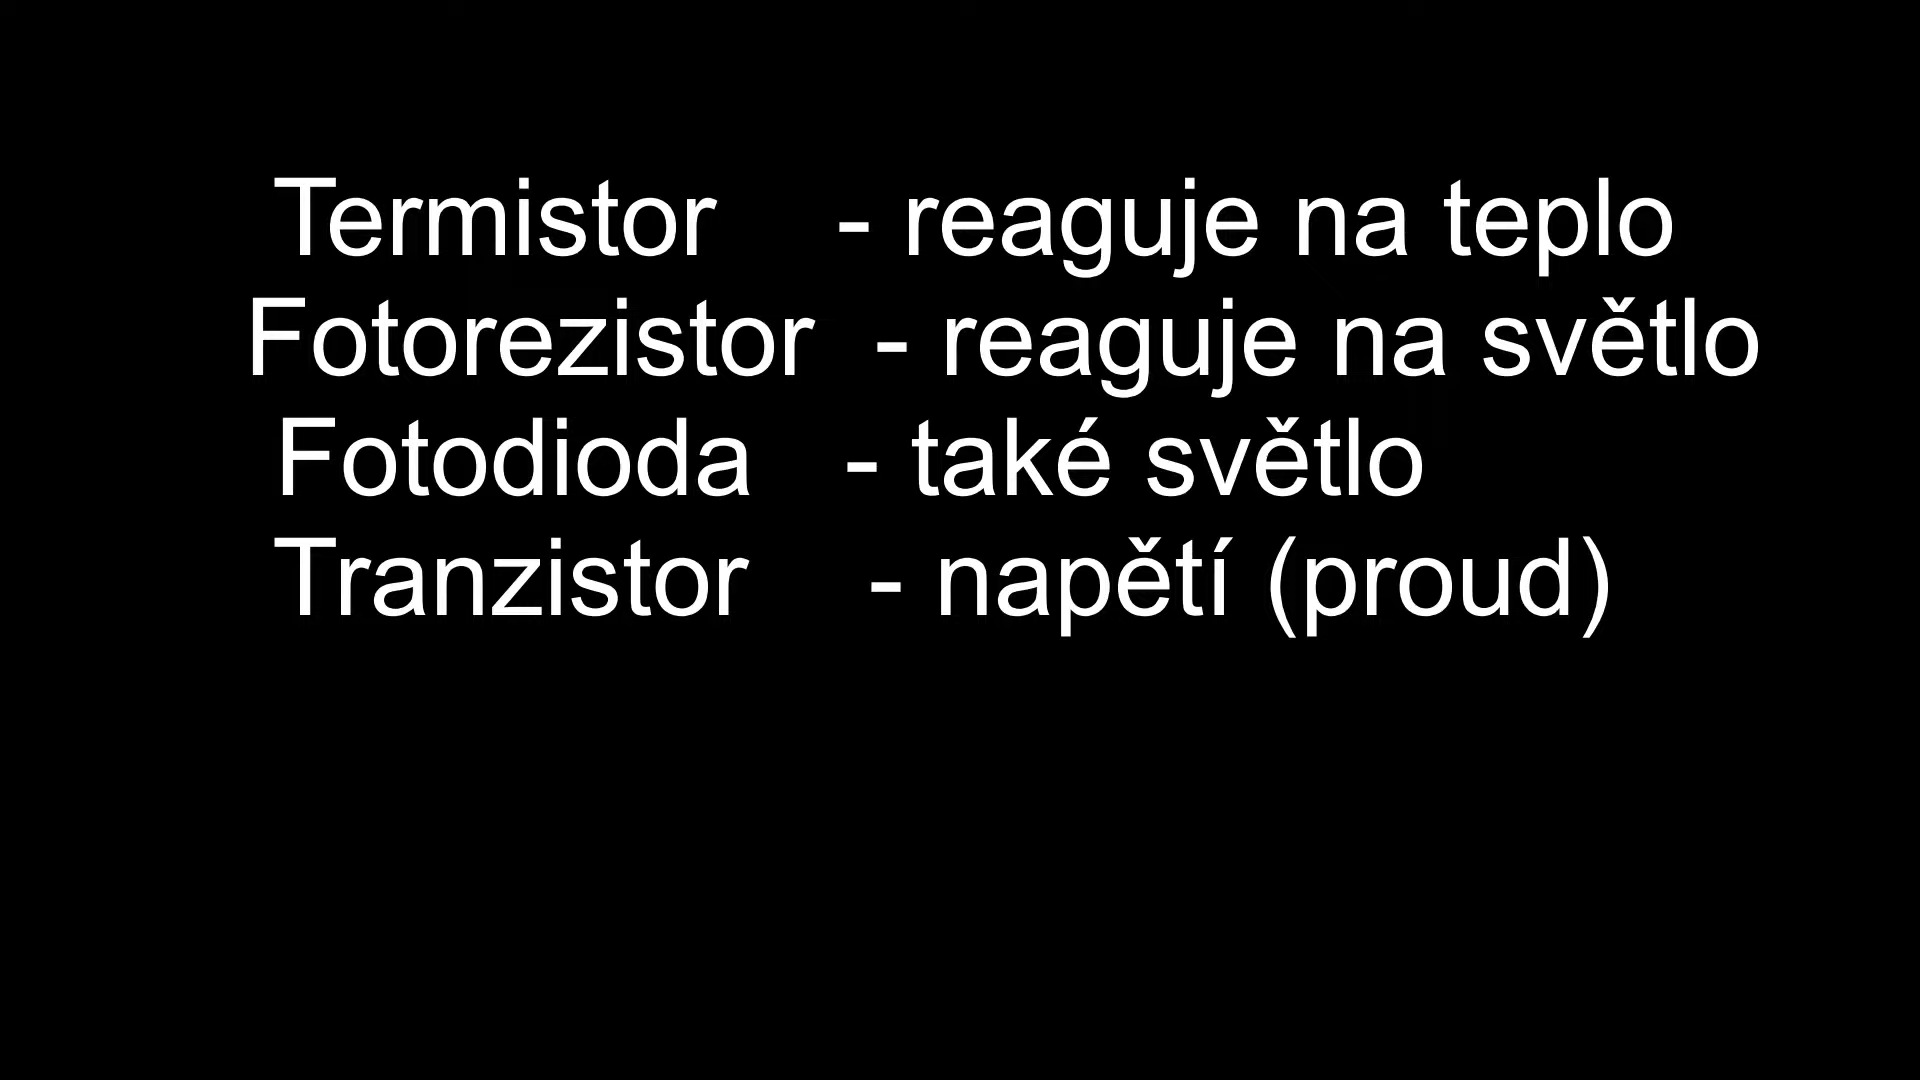 Termistor - reaguje na teplo
Fotorezistor - reaguje na světlo
Fotodioda - také světlo
Tranzistor - napětí (proud)